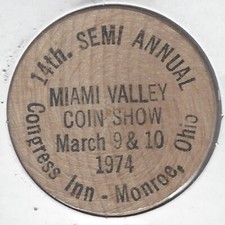 14th. SEMI ANNUAL
MIAMI VALLEY
COIN SHOW
March 9 & 10
1974
Congress Inn - Monroe, Ohio